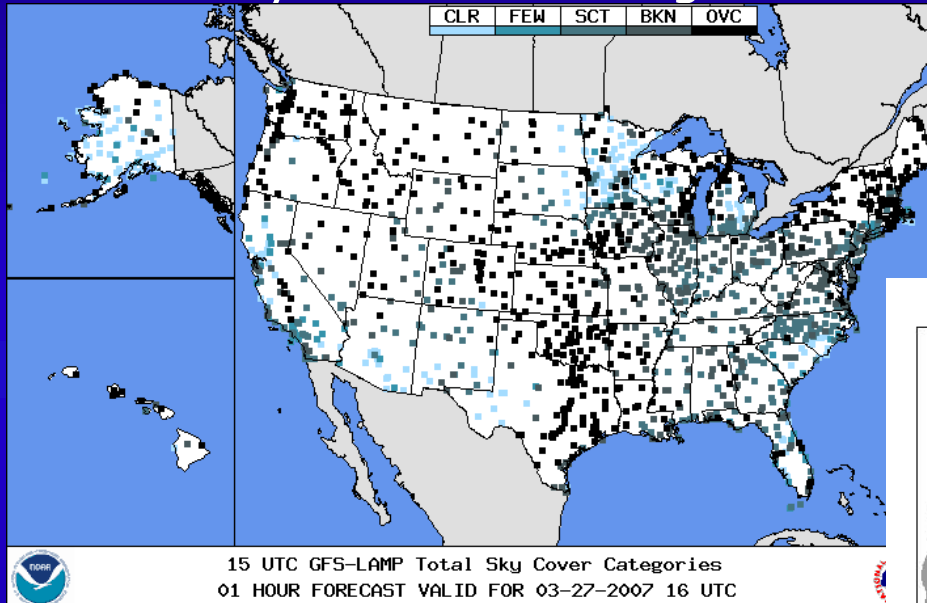 CLR FEW SCT BKN OVC
NOAA
15 UTC GFS-LAMP Total Sky Cover Categories
01 HOUR FORECAST VALID FOR 03-27-2007 16 UTC